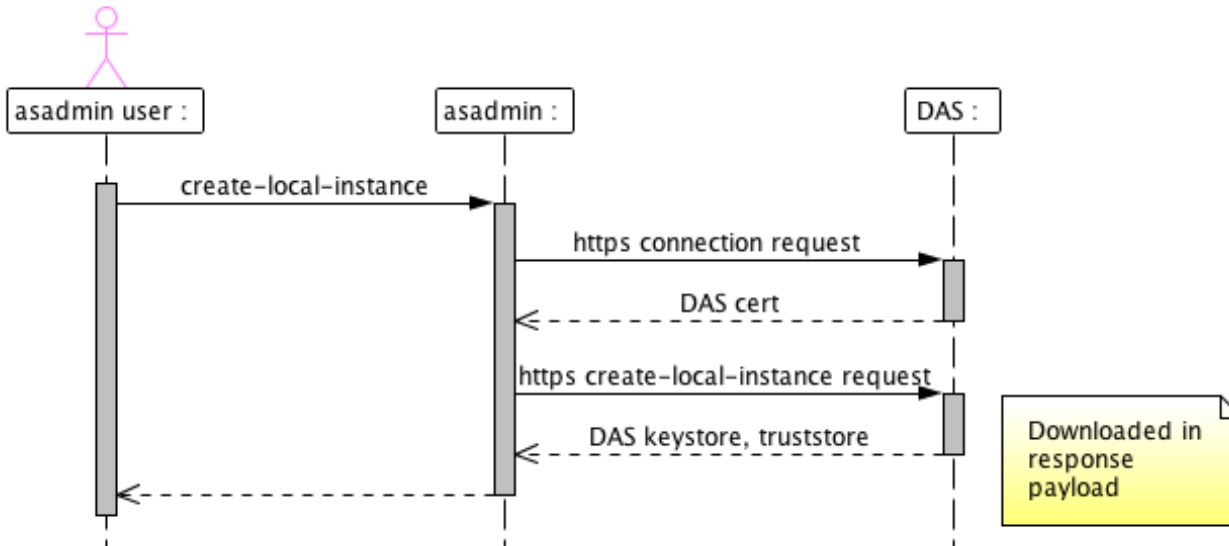 asadmin user :
asadmin :
DAS :
create-local-instance
https connection request
DAS cert
https create-local-instance request
DAS keystore, truststore
Downloaded in
response
payload